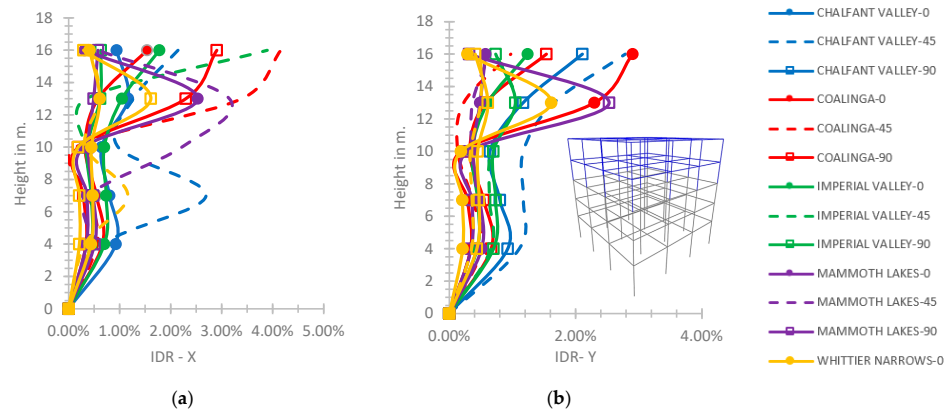 18
16
14
12
10
8
6
4
2
0
Height in m.
0.00% 1.00% 2.00% 3.00% 4.00% 5.00%
IDR - X
(a)
18
16
14
12
10
8
6
4
2
0
Height in m.
0.00% 2.00% 4.00%
IDR- Y
(b)
CHALFANT VALLEY-0
CHALFANT VALLEY-45
CHALFANT VALLEY-90
COALINGA-0
COALINGA-45
COALINGA-90
IMPERIAL VALLEY-0
IMPERIAL VALLEY-45
IMPERIAL VALLEY-90
MAMMOTH LAKES-0
MAMMOTH LAKES-45
MAMMOTH LAKES-90
WHITTIER NARROWS-0